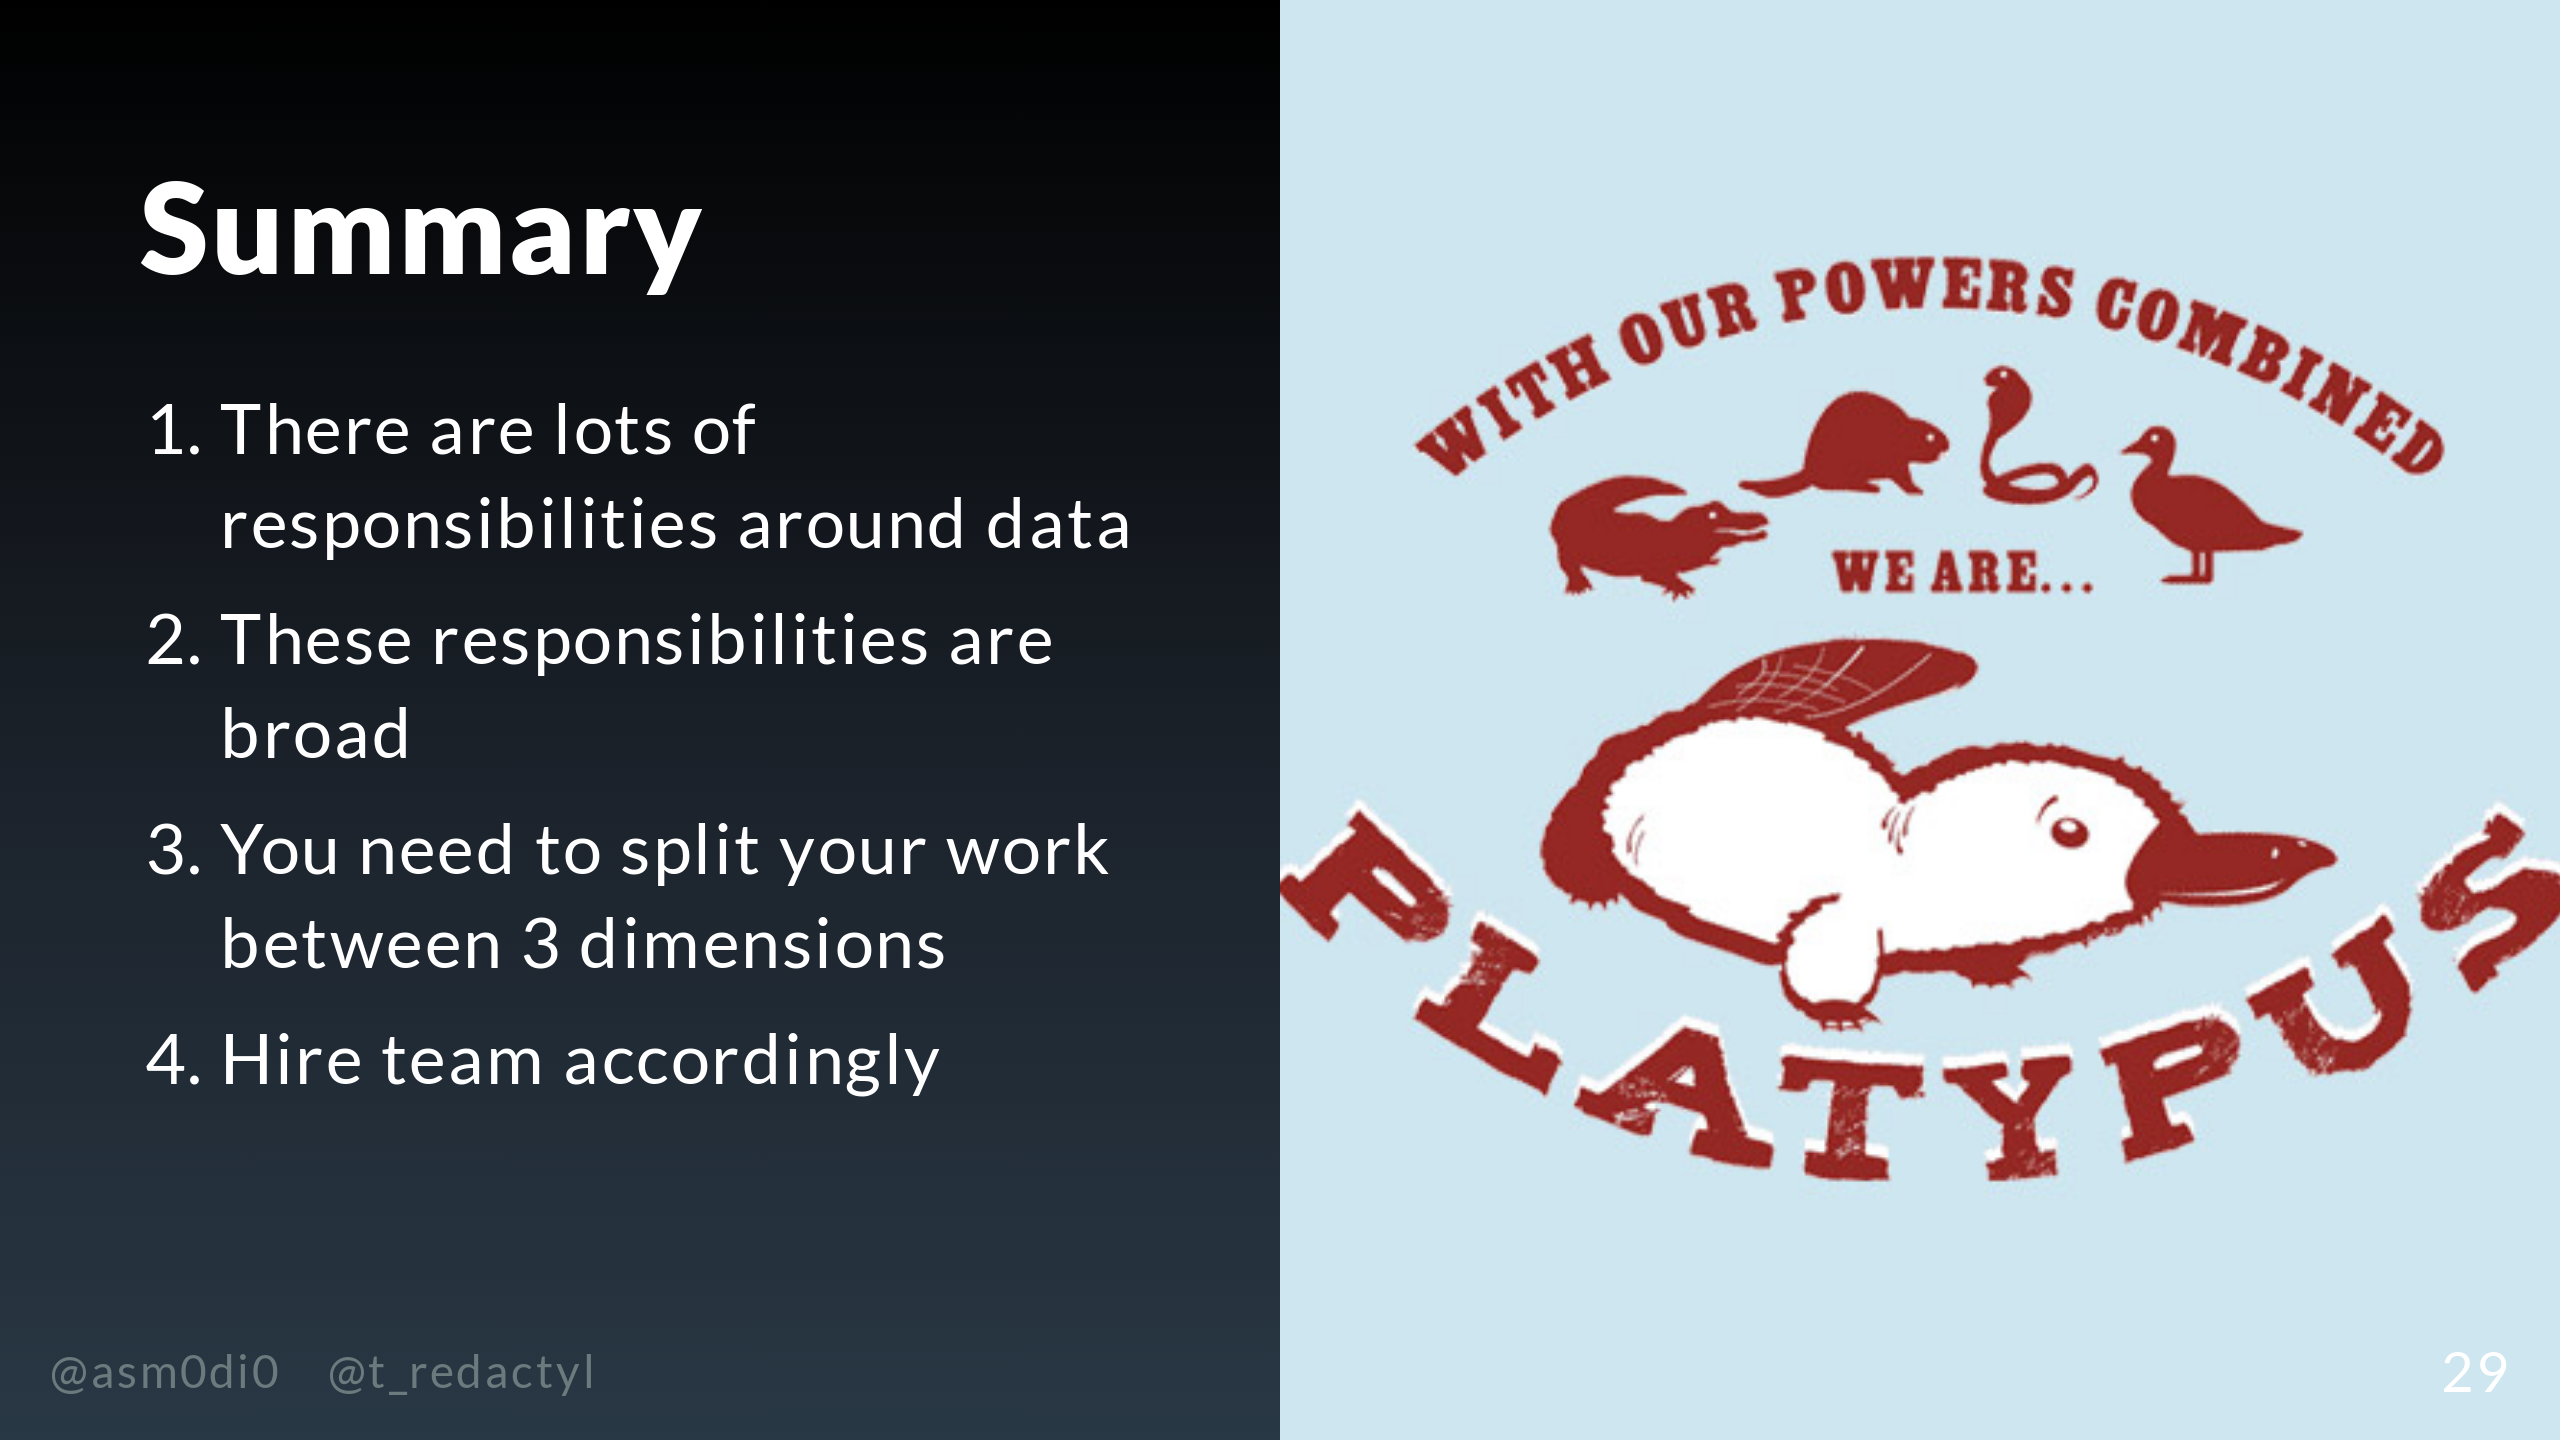 Summary
1. There are lots of
responsibilities around data
2. These responsibilities are
broad
3. You need to split your work
between 3 dimensions
4. Hire team accordingly
@asm0di0 @t_redactyl
WITH OUR POWERS COMBINED
WE ARE...
PLATYPUS
29